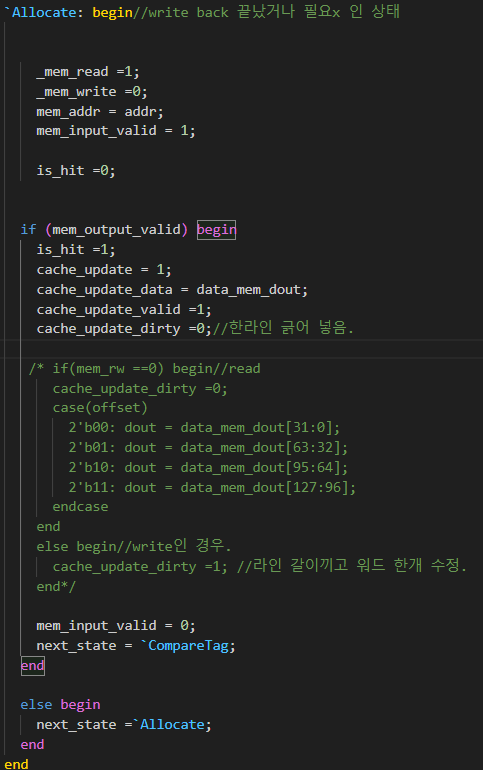 `Allocate: begin//write back 끝났거나 필요x 인 상태
_mem_read =1;
_mem_write =0;
mem_addr = addr;
mem_input_valid = 1;
is_hit =0;
if (mem_output_valid) begin
is_hit =1;
cache_update = 1;
cache_update_data = data_mem_dout;
cache_update_valid =1;
cache_update_dirty =0;//한라인 긁어 넣음.
/* if(mem_rw ==0) begin//read
cache_update_dirty =0;
case(offset)
2'b00: dout = data_mem_dout[31:0];
2'b01: dout = data_mem_dout[63:32];
2'b10: dout = data_mem_dout[95:64];
2'b11: dout = data_mem_dout[127:96];
endcase
end
else begin//write인 경우.
cache_update_dirty =1; //라인 갈이끼고 워드 한개 수정.
end*/
mem_input_valid = 0;
next_state = `CompareTag;
end
else begin
next_state =`Allocate;
end
end